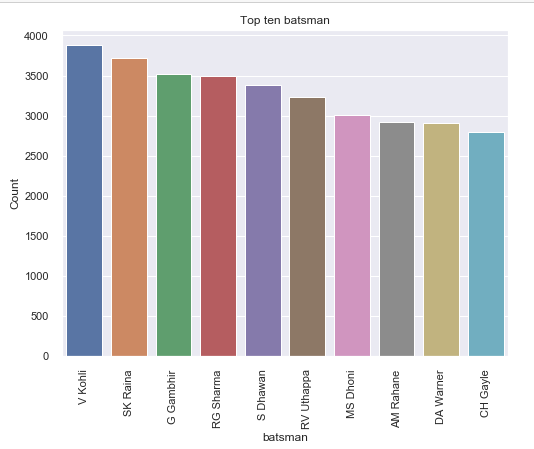 Top ten batsman
Count
4000
3500
3000
2500
2000
1500
1000
500
0
V Kohli
SK Raina
G Gambhir
RG Sharma
S Dhawan
RV Uthappa
MS Dhoni
AM Rahane
DA Warner
CH Gayle
batsman